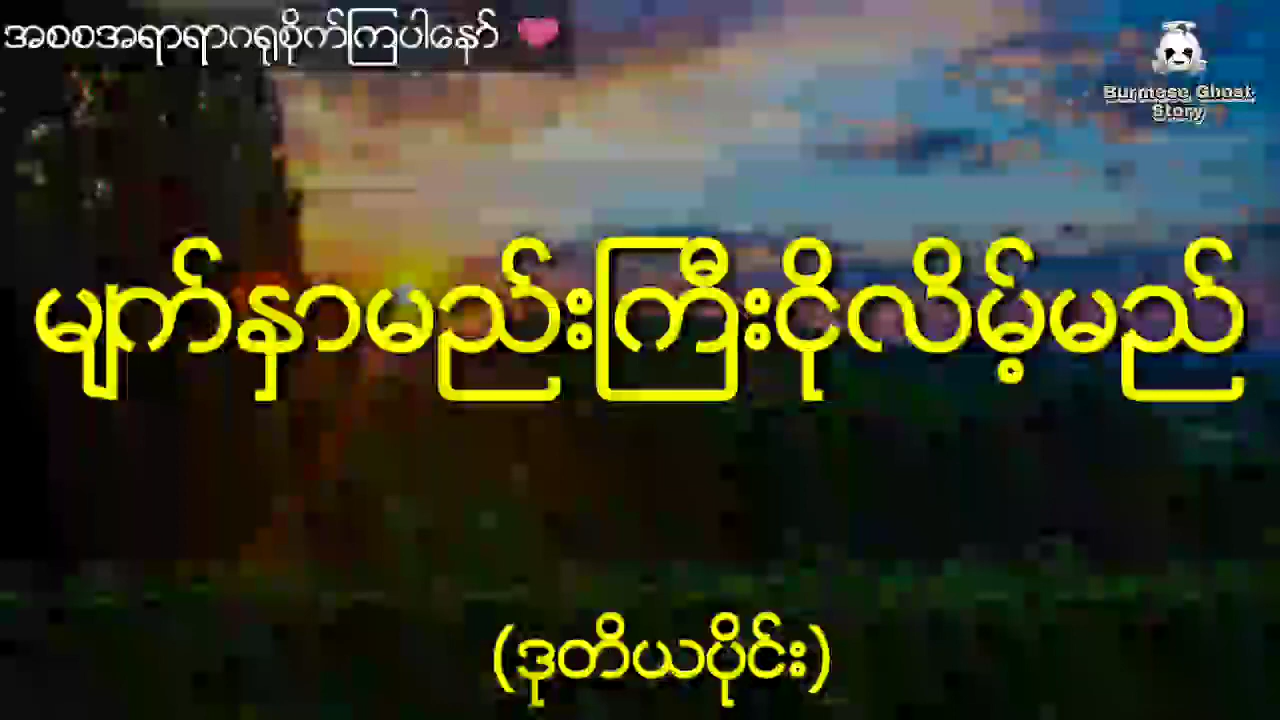 အစစအရာရာဂရုစိုက်ကြပါနော် 💗
Burmese Ghost
Story
မျက်နှာမည်းကြီးငိုလိမ့်မည်
(ဒုတိယပိုင်း)